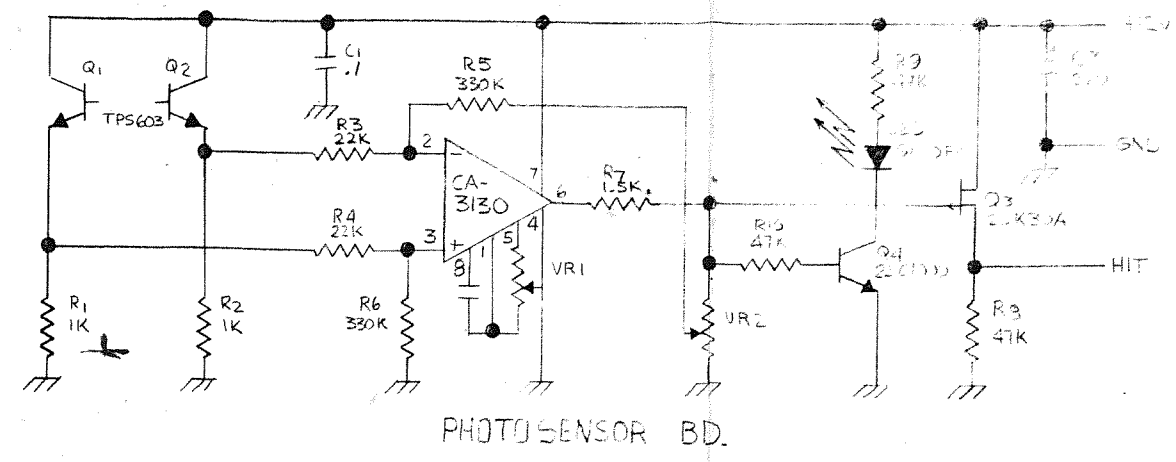 Q1
Q2
TPS603
C1
.1
R5
330K
R3
22K
R4
22K
R1
1K
R2
1K
R6
330K
2
-
3
+
CA-
3130
7
6
4
5
1
8
VR1
R7
1.5K
R10
47K
VR2
Q4
R9
Q3
2SK30A
HIT
R8
47K
+12V
GND
PHOTOSENSOR BD.